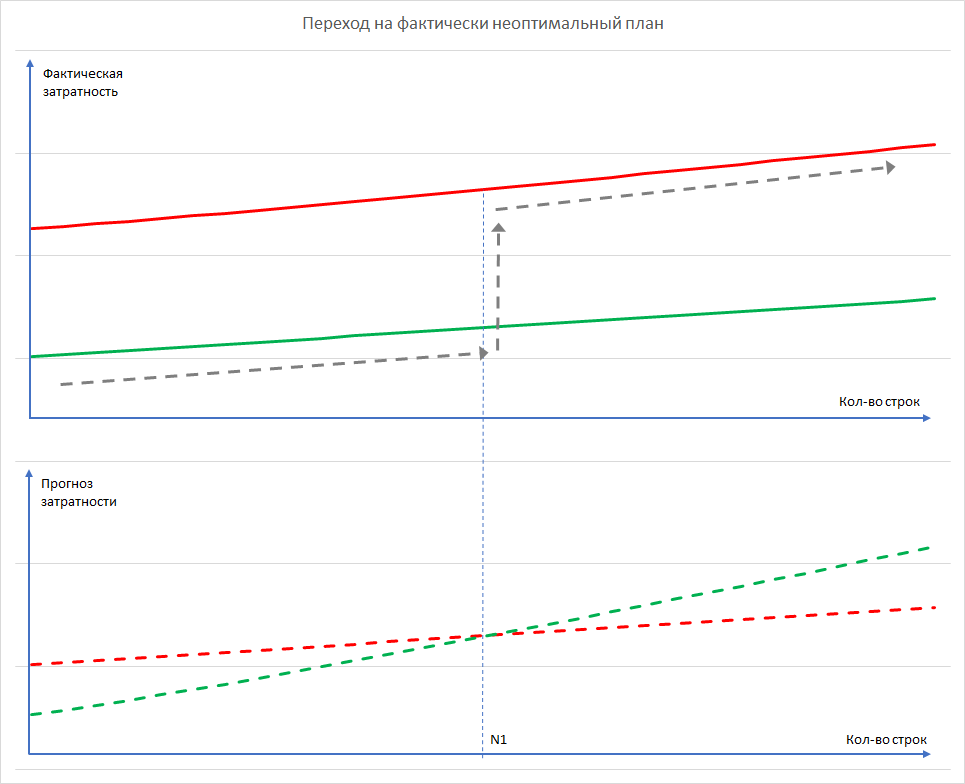 Переход на фактически неоптимальный план
Фактическая
затратность
Кол-во строк
Прогноз
затратности
N1
Кол-во строк